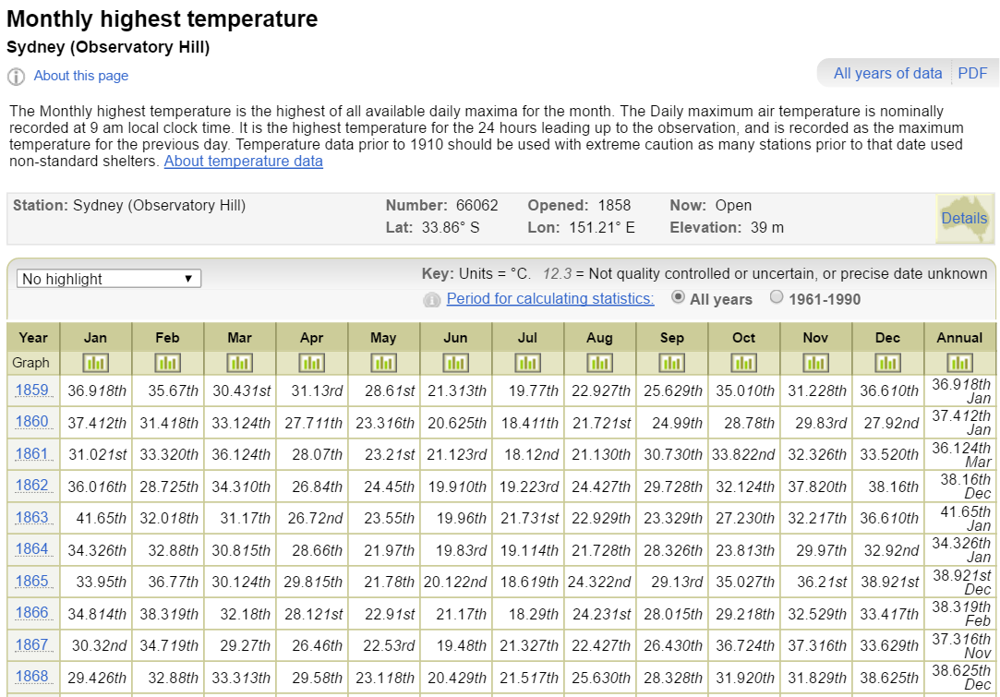 Monthly highest temperature
Sydney (Observatory Hill)
About this page
All years of data PDF
The Monthly highest temperature is the highest of all available daily maxima for the month. The Daily maximum air temperature is nominally
recorded at 9 am local clock time. It is the highest temperature for the 24 hours leading up to the observation, and is recorded as the maximum
temperature for the previous day. Temperature data prior to 1910 should be used with extreme caution as many stations prior to that date used
non-standard shelters. About temperature data
Station: Sydney (Observatory Hill) Number: 66062 Opened: 1858 Now: Open
Lat: 33.86° S Lon: 151.21° E Elevation: 39 m
Details
No highlight
Key: Units = °C. 12.3 = Not quality controlled or uncertain, or precise date unknown
Period for calculating statistics: All years 1961-1990
Year Jan Feb Mar Apr May Jun Jul Aug Sep Oct Nov Dec Annual
Graph
1859 36.918th 35.67th 30.431st 31.13rd 28.61st 21.313th 19.77th 22.927th 25.629th 35.010th 31.228th 36.610th 36.918th Jan
1860 37.412th 31.418th 33.124th 27.711th 23.316th 20.625th 18.411th 21.721st 24.99th 28.78th 29.83rd 27.92nd 37.412th Jan
1861 31.021st 33.320th 36.124th 28.07th 23.21st 21.123rd 18.12nd 21.130th 30.730th 33.822nd 32.326th 33.520th 36.124th Mar
1862 36.016th 28.725th 34.310th 26.84th 24.45th 19.910th 19.223rd 24.427th 29.728th 32.124th 37.820th 38.16th 38.16th Dec
1863 41.65th 32.018th 31.17th 26.72nd 23.55th 19.96th 21.731st 22.929th 23.329th 27.230th 32.217th 36.610th 41.65th Jan
1864 34.326th 32.88th 30.815th 28.66th 21.97th 19.83rd 19.114th 21.728th 28.326th 23.813th 29.97th 32.92nd 34.326th Jan
1865 33.95th 36.77th 30.124th 29.815th 21.78th 20.122nd 18.619th 24.322nd 29.13rd 35.027th 36.21st 38.921st 38.921st Dec
1866 34.814th 38.319th 32.18th 28.121st 22.91st 21.17th 18.29th 24.231st 28.015th 29.218th 32.529th 33.417th 38.319th Feb
1867 30.32nd 34.719th 29.27th 26.46th 22.53rd 19.48th 21.327th 22.427th 26.430th 36.724th 37.316th 33.629th 37.316th Nov
1868 29.426th 32.88th 33.313th 29.58th 23.118th 20.429th 21.517th 25.630th 28.328th 31.920th 31.829th 38.625th 38.625th Dec